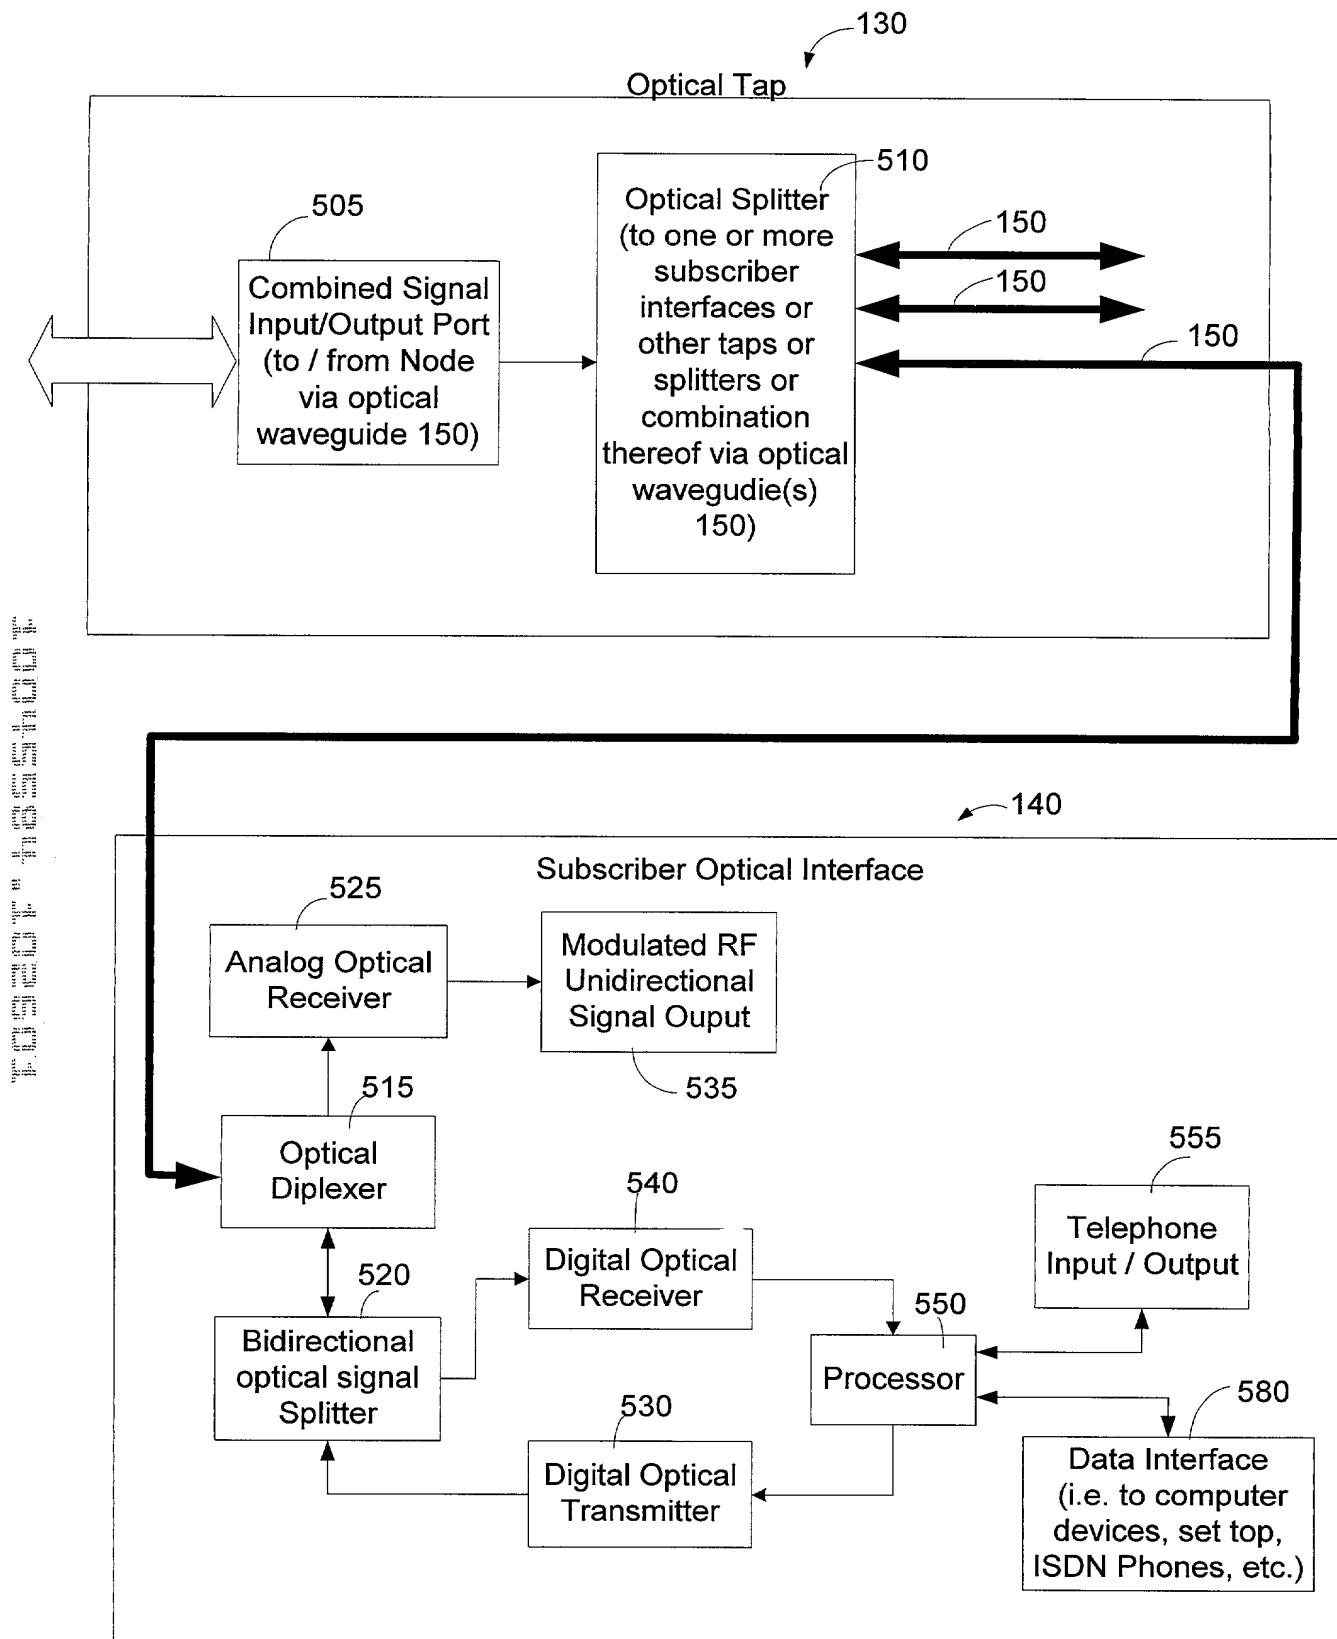 130
Optical Tap
505
Combined Signal
Input/Output Port
(to / from Node
via optical
waveguide 150)
510
Optical Splitter
(to one or more
subscriber
interfaces or
other taps or
splitters or
combination
thereof via optical
wavegudie(s)
150)
150
150
150
140
Subscriber Optical Interface
525
Analog Optical
Receiver
Modulated RF
Unidirectional
Signal Ouput
535
515
Optical
Diplexer
520
Bidirectional
optical signal
Splitter
540
Digital Optical
Receiver
530
Digital Optical
Transmitter
550
Processor
555
Telephone
Input / Output
580
Data Interface
(i.e. to computer
devices, set top,
ISDN Phones, etc.)
10045584 . 102501